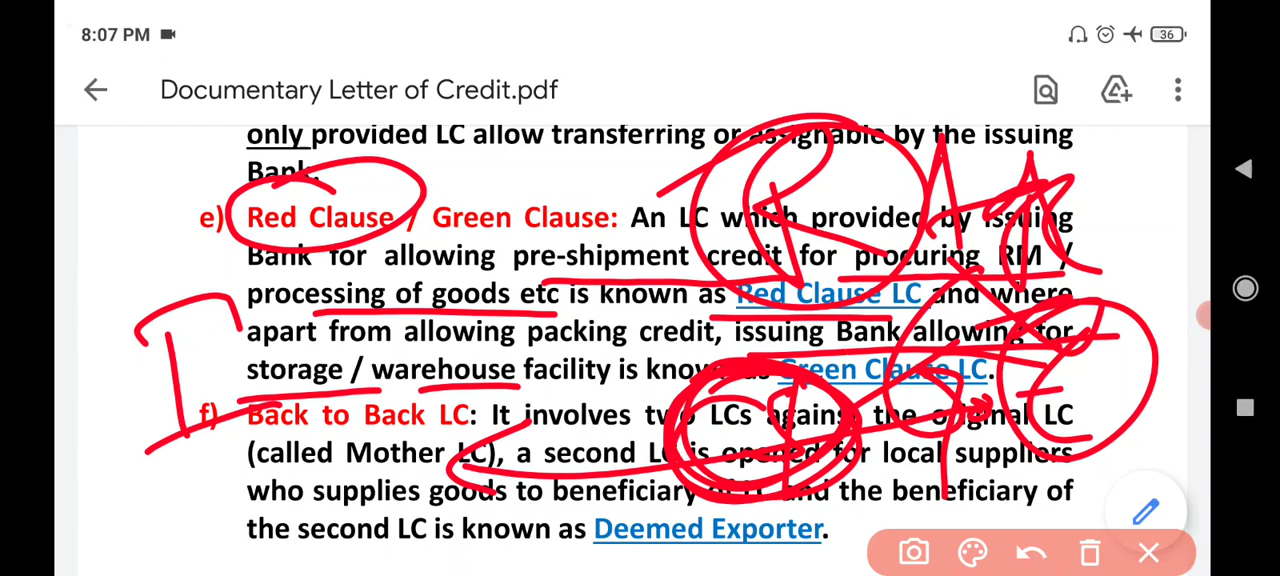 8:07 PM
36
Documentary Letter of Credit.pdf
only provided LC allow transferring or assignable by the issuing
Bank.
e) Red Clause / Green Clause: An LC which provided by issuing
Bank for allowing pre-shipment credit for procuring RM /
processing of goods etc is known as Red Clause LC and where
apart from allowing packing credit, issuing Bank allowing for
storage / warehouse facility is known as Green Clause LC.
f) Back to Back LC: It involves two LCs against the original LC
(called Mother LC), a second LC is opened for local suppliers
who supplies goods to beneficiary of LC and the beneficiary of
the second LC is known as Deemed Exporter.